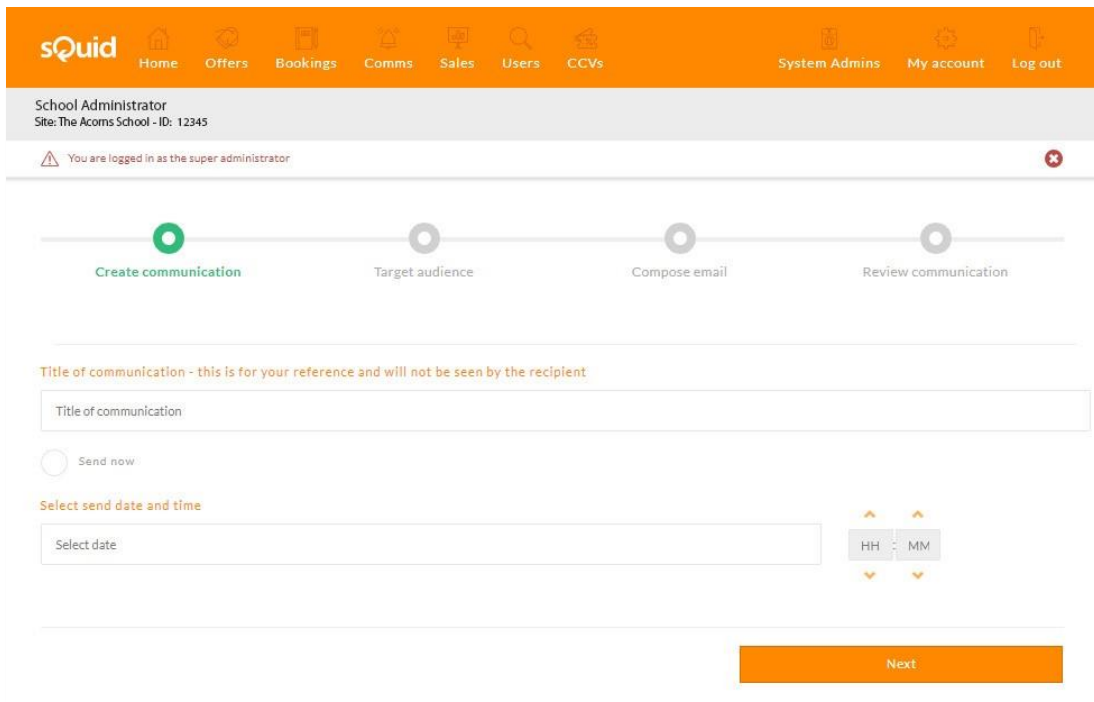 sQuid
Home Offers Bookings Comms Sales Users CCVs System Admins My account Log out
School Administrator
Site: The Acorns School - ID: 12345
You are logged in as the super administrator
Create communication Target audience Compose email Review communication
Title of communication - this is for your reference and will not be seen by the recipient
Title of communication
Send now
Select send date and time
Select date HH : MM
Next